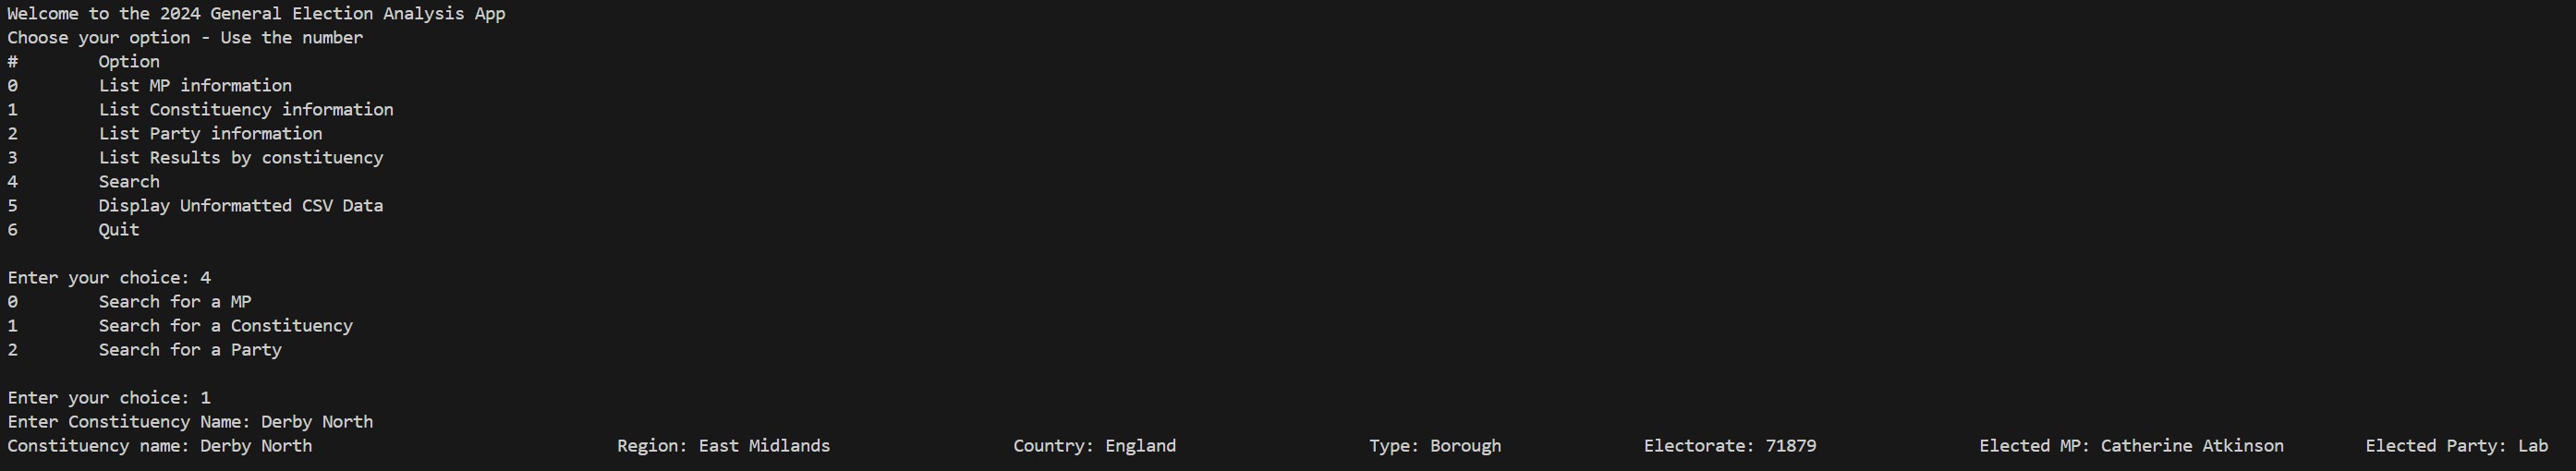 Welcome to the 2024 General Election Analysis App
Choose your option - Use the number
#        Option
0        List MP information
1        List Constituency information
2        List Party information
3        List Results by constituency
4        Search
5        Display Unformatted CSV Data
6        Quit

Enter your choice: 4
0        Search for a MP
1        Search for a Constituency
2        Search for a Party

Enter your choice: 1
Enter Constituency Name: Derby North
Constituency name: Derby North                              Region: East Midlands                  Country: England                   Type: Borough              Electorate: 71879                Elected MP: Catherine Atkinson        Elected Party: Lab